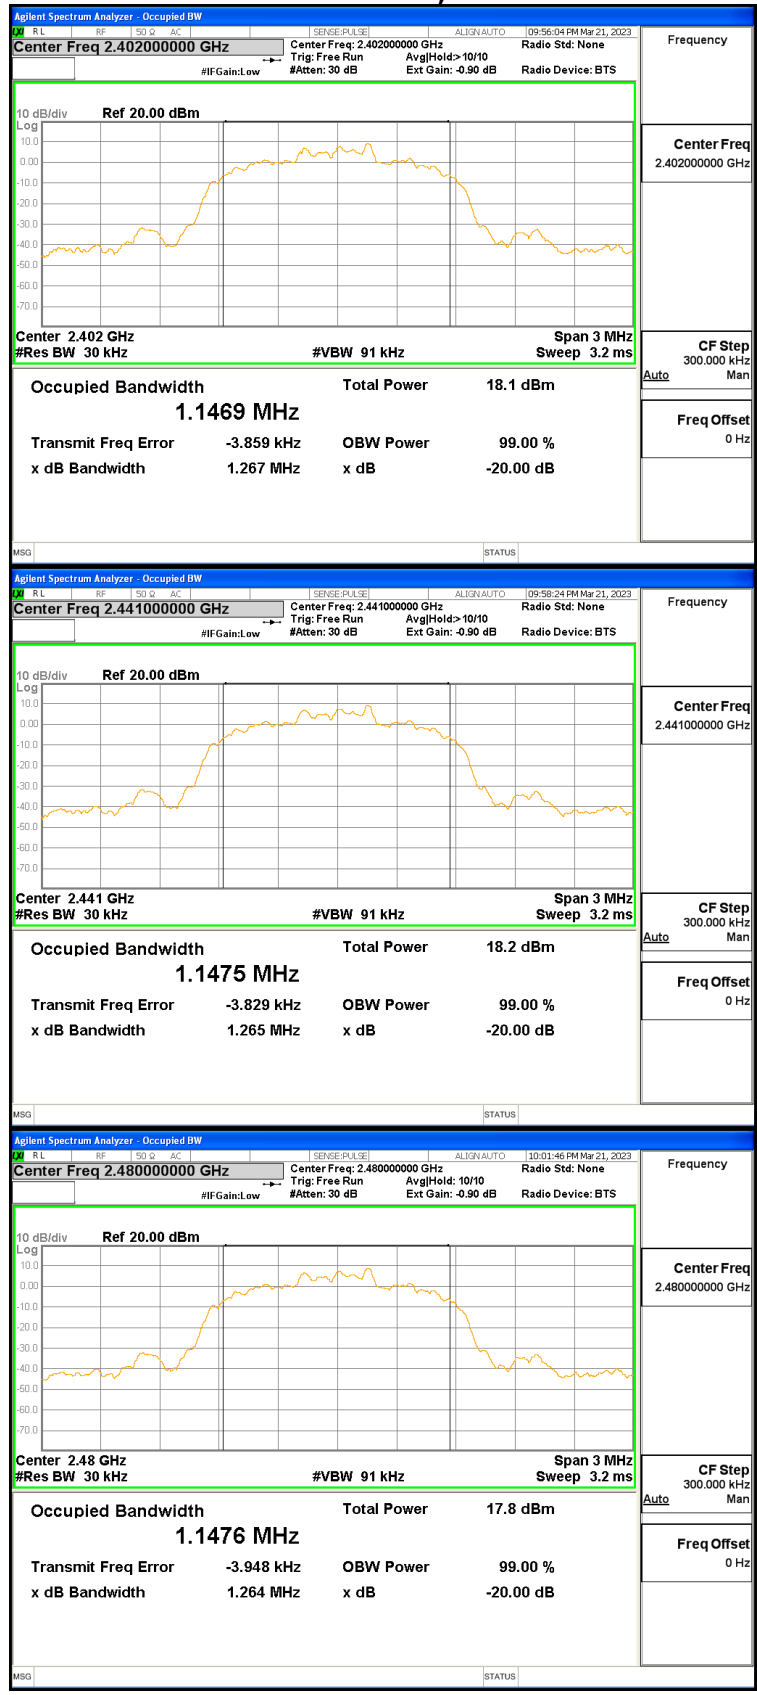 Agilent Spectrum Analyzer - Occupied BW
LXI RL RF 50 Ω AC SENSE:PULSE ALIGNAUTO 09:56:04 PM Mar 21, 2023
Center Freq 2.402000000 GHz
Center Freq: 2.402000000 GHz Radio Std: None
Trig: Free Run Avg|Hold:>10/10
#IFGain:Low #Atten: 30 dB Ext Gain: -0.90 dB Radio Device: BTS
Frequency
10 dB/div Ref 20.00 dBm
Log
10.0
0.00
-10.0
-20.0
-30.0
-40.0
-50.0
-60.0
-70.0
Center Freq
2.402000000 GHz
Center 2.402 GHz Span 3 MHz
#Res BW 30 kHz #VBW 91 kHz Sweep 3.2 ms
CF Step
300.000 kHz
Auto Man
Occupied Bandwidth Total Power 18.1 dBm
1.1469 MHz
Transmit Freq Error -3.859 kHz OBW Power 99.00 %
x dB Bandwidth 1.267 MHz x dB -20.00 dB
Freq Offset
0 Hz
MSG STATUS
Agilent Spectrum Analyzer - Occupied BW
LXI RL RF 50 Ω AC SENSE:PULSE ALIGNAUTO 09:58:24 PM Mar 21, 2023
Center Freq 2.441000000 GHz
Center Freq: 2.441000000 GHz Radio Std: None
Trig: Free Run Avg|Hold:>10/10
#IFGain:Low #Atten: 30 dB Ext Gain: -0.90 dB Radio Device: BTS
Frequency
10 dB/div Ref 20.00 dBm
Log
10.0
0.00
-10.0
-20.0
-30.0
-40.0
-50.0
-60.0
-70.0
Center Freq
2.441000000 GHz
Center 2.441 GHz Span 3 MHz
#Res BW 30 kHz #VBW 91 kHz Sweep 3.2 ms
CF Step
300.000 kHz
Auto Man
Occupied Bandwidth Total Power 18.2 dBm
1.1475 MHz
Transmit Freq Error -3.829 kHz OBW Power 99.00 %
x dB Bandwidth 1.265 MHz x dB -20.00 dB
Freq Offset
0 Hz
MSG STATUS
Agilent Spectrum Analyzer - Occupied BW
LXI RL RF 50 Ω AC SENSE:PULSE ALIGNAUTO 10:01:46 PM Mar 21, 2023
Center Freq 2.480000000 GHz
Center Freq: 2.480000000 GHz Radio Std: None
Trig: Free Run Avg|Hold: 10/10
#IFGain:Low #Atten: 30 dB Ext Gain: -0.90 dB Radio Device: BTS
Frequency
10 dB/div Ref 20.00 dBm
Log
10.0
0.00
-10.0
-20.0
-30.0
-40.0
-50.0
-60.0
-70.0
Center Freq
2.480000000 GHz
Center 2.48 GHz Span 3 MHz
#Res BW 30 kHz #VBW 91 kHz Sweep 3.2 ms
CF Step
300.000 kHz
Auto Man
Occupied Bandwidth Total Power 17.8 dBm
1.1476 MHz
Transmit Freq Error -3.948 kHz OBW Power 99.00 %
x dB Bandwidth 1.264 MHz x dB -20.00 dB
Freq Offset
0 Hz
MSG STATUS